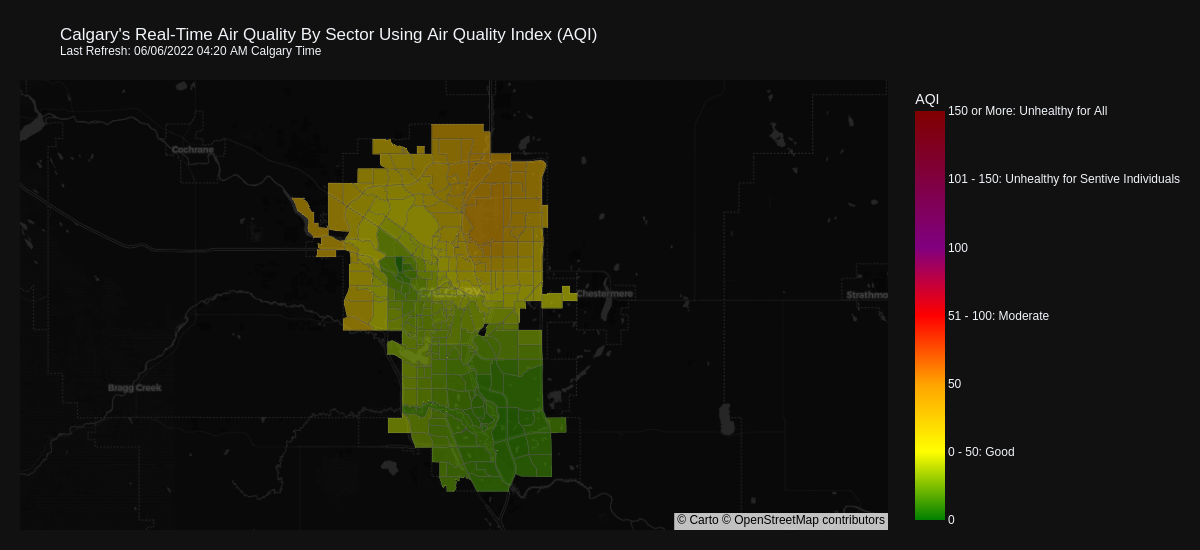 Calgary's Real-Time Air Quality By Sector Using Air Quality Index (AQI)
Last Refresh: 06/06/2022 04:20 AM Calgary Time
AQI
150 or More: Unhealthy for All
101 - 150: Unhealthy for Sentive Individuals
100
51 - 100: Moderate
50
0 - 50: Good
0
Cochrane
Chestermere
Strathmo
Bragg Creek
© Carto © OpenStreetMap contributors